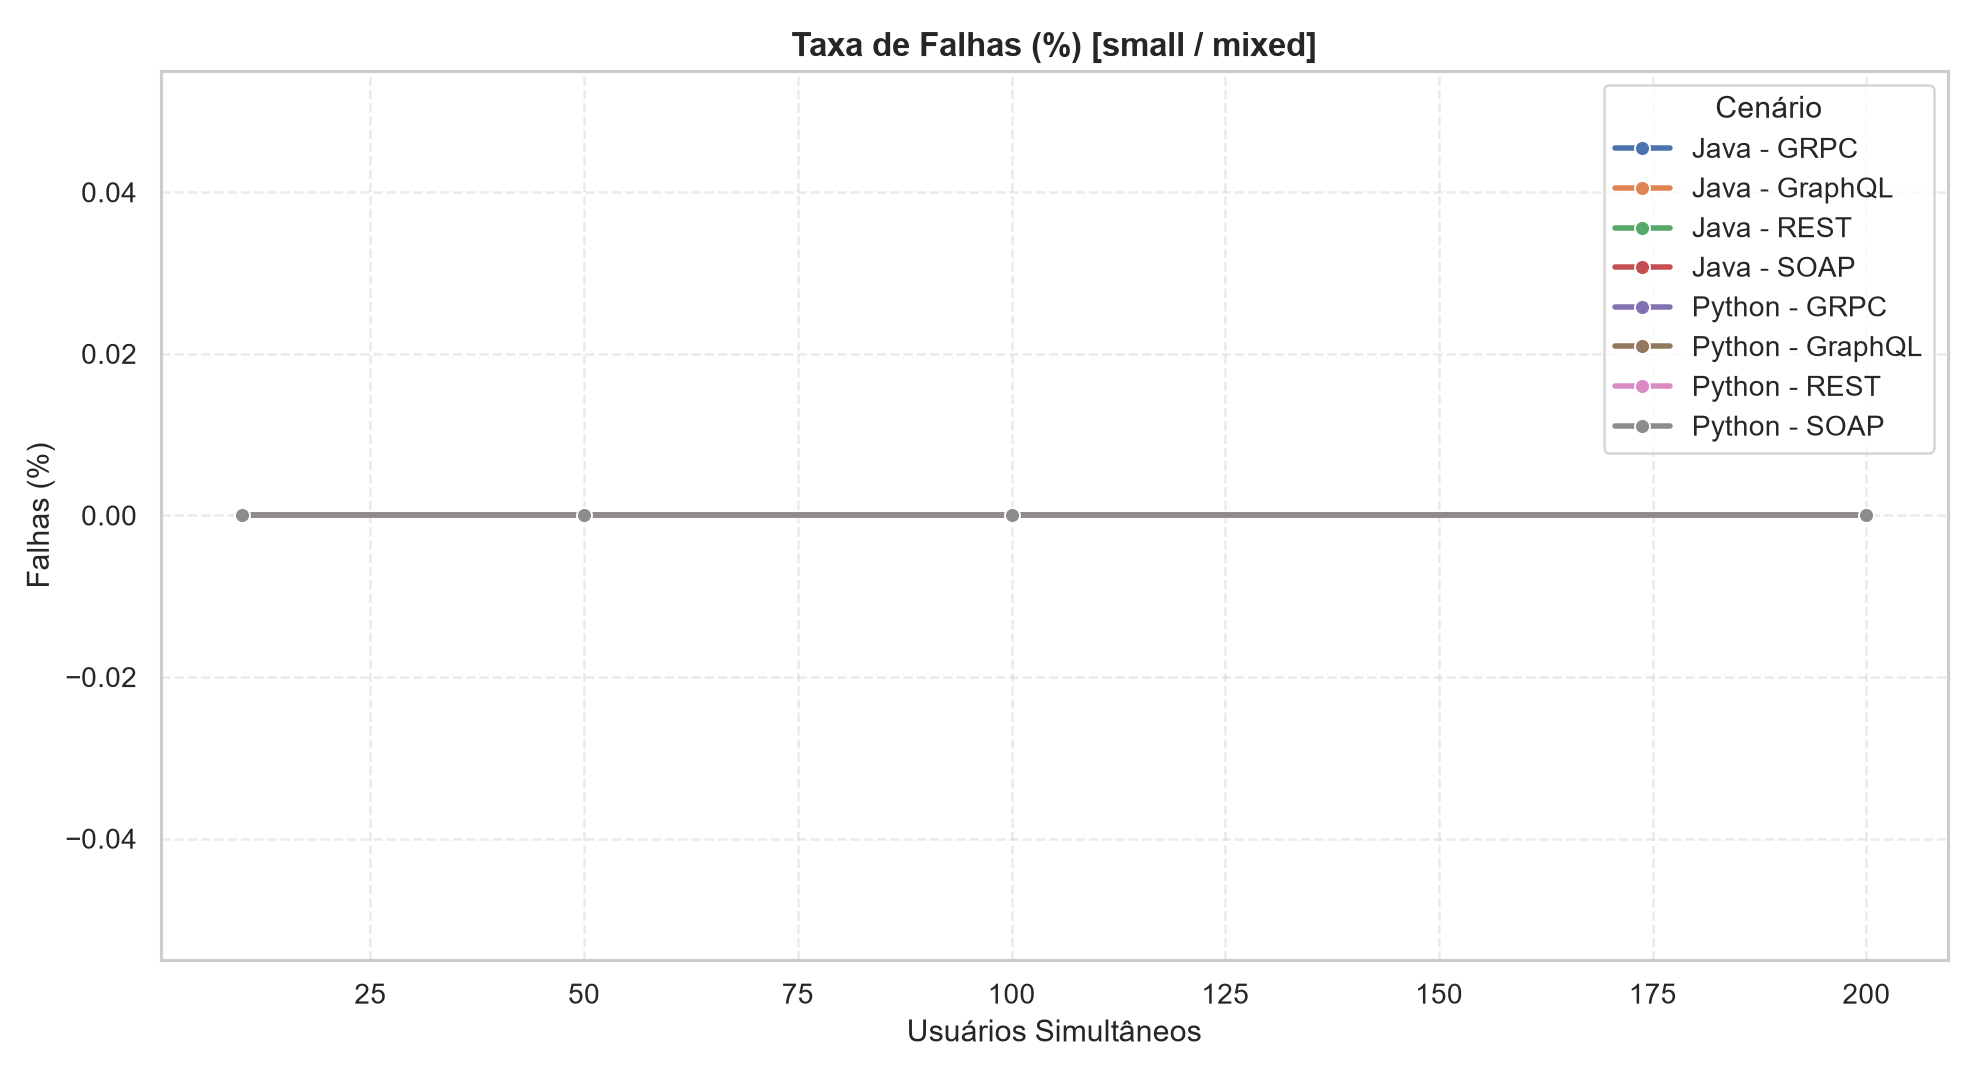 Taxa de Falhas (%) [small / mixed]
Cenário
Java - GRPC
Java - GraphQL
Java - REST
Java - SOAP
Python - GRPC
Python - GraphQL
Python - REST
Python - SOAP
Falhas (%)
0.04
0.02
0.00
−0.02
−0.04
25 50 75 100 125 150 175 200
Usuários Simultâneos